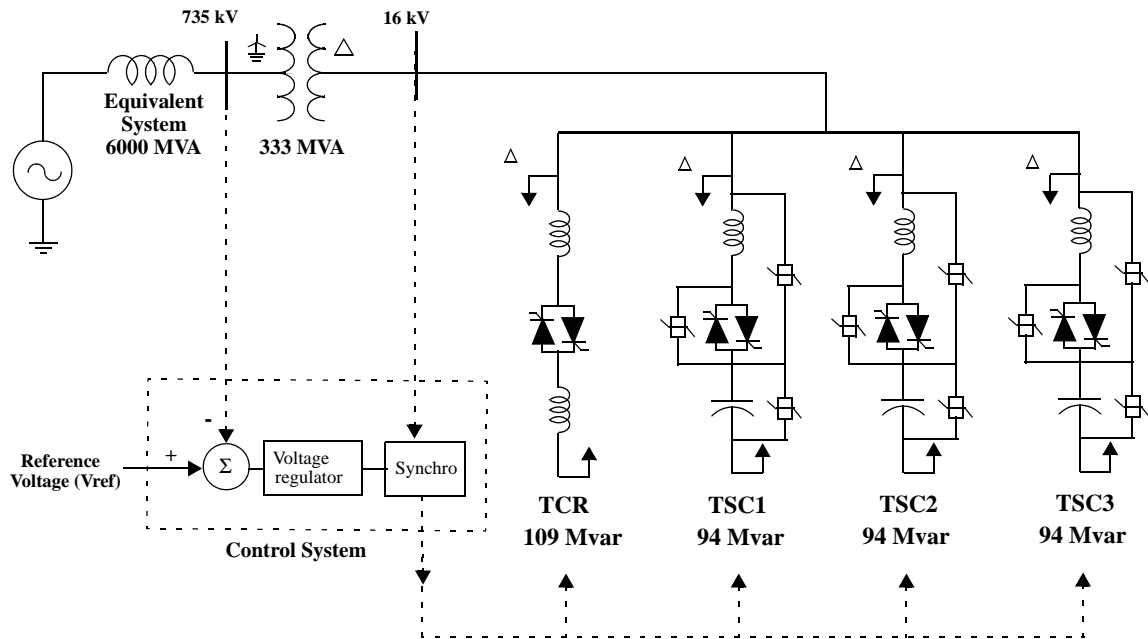 735 kV
16 kV
Equivalent
System
6000 MVA
333 MVA
Δ
Δ
Δ
Δ
Δ
-
+
Reference
Voltage (Vref)
Σ
Voltage
regulator
Synchro
Control System
TCR
109 Mvar
TSC1
94 Mvar
TSC2
94 Mvar
TSC3
94 Mvar